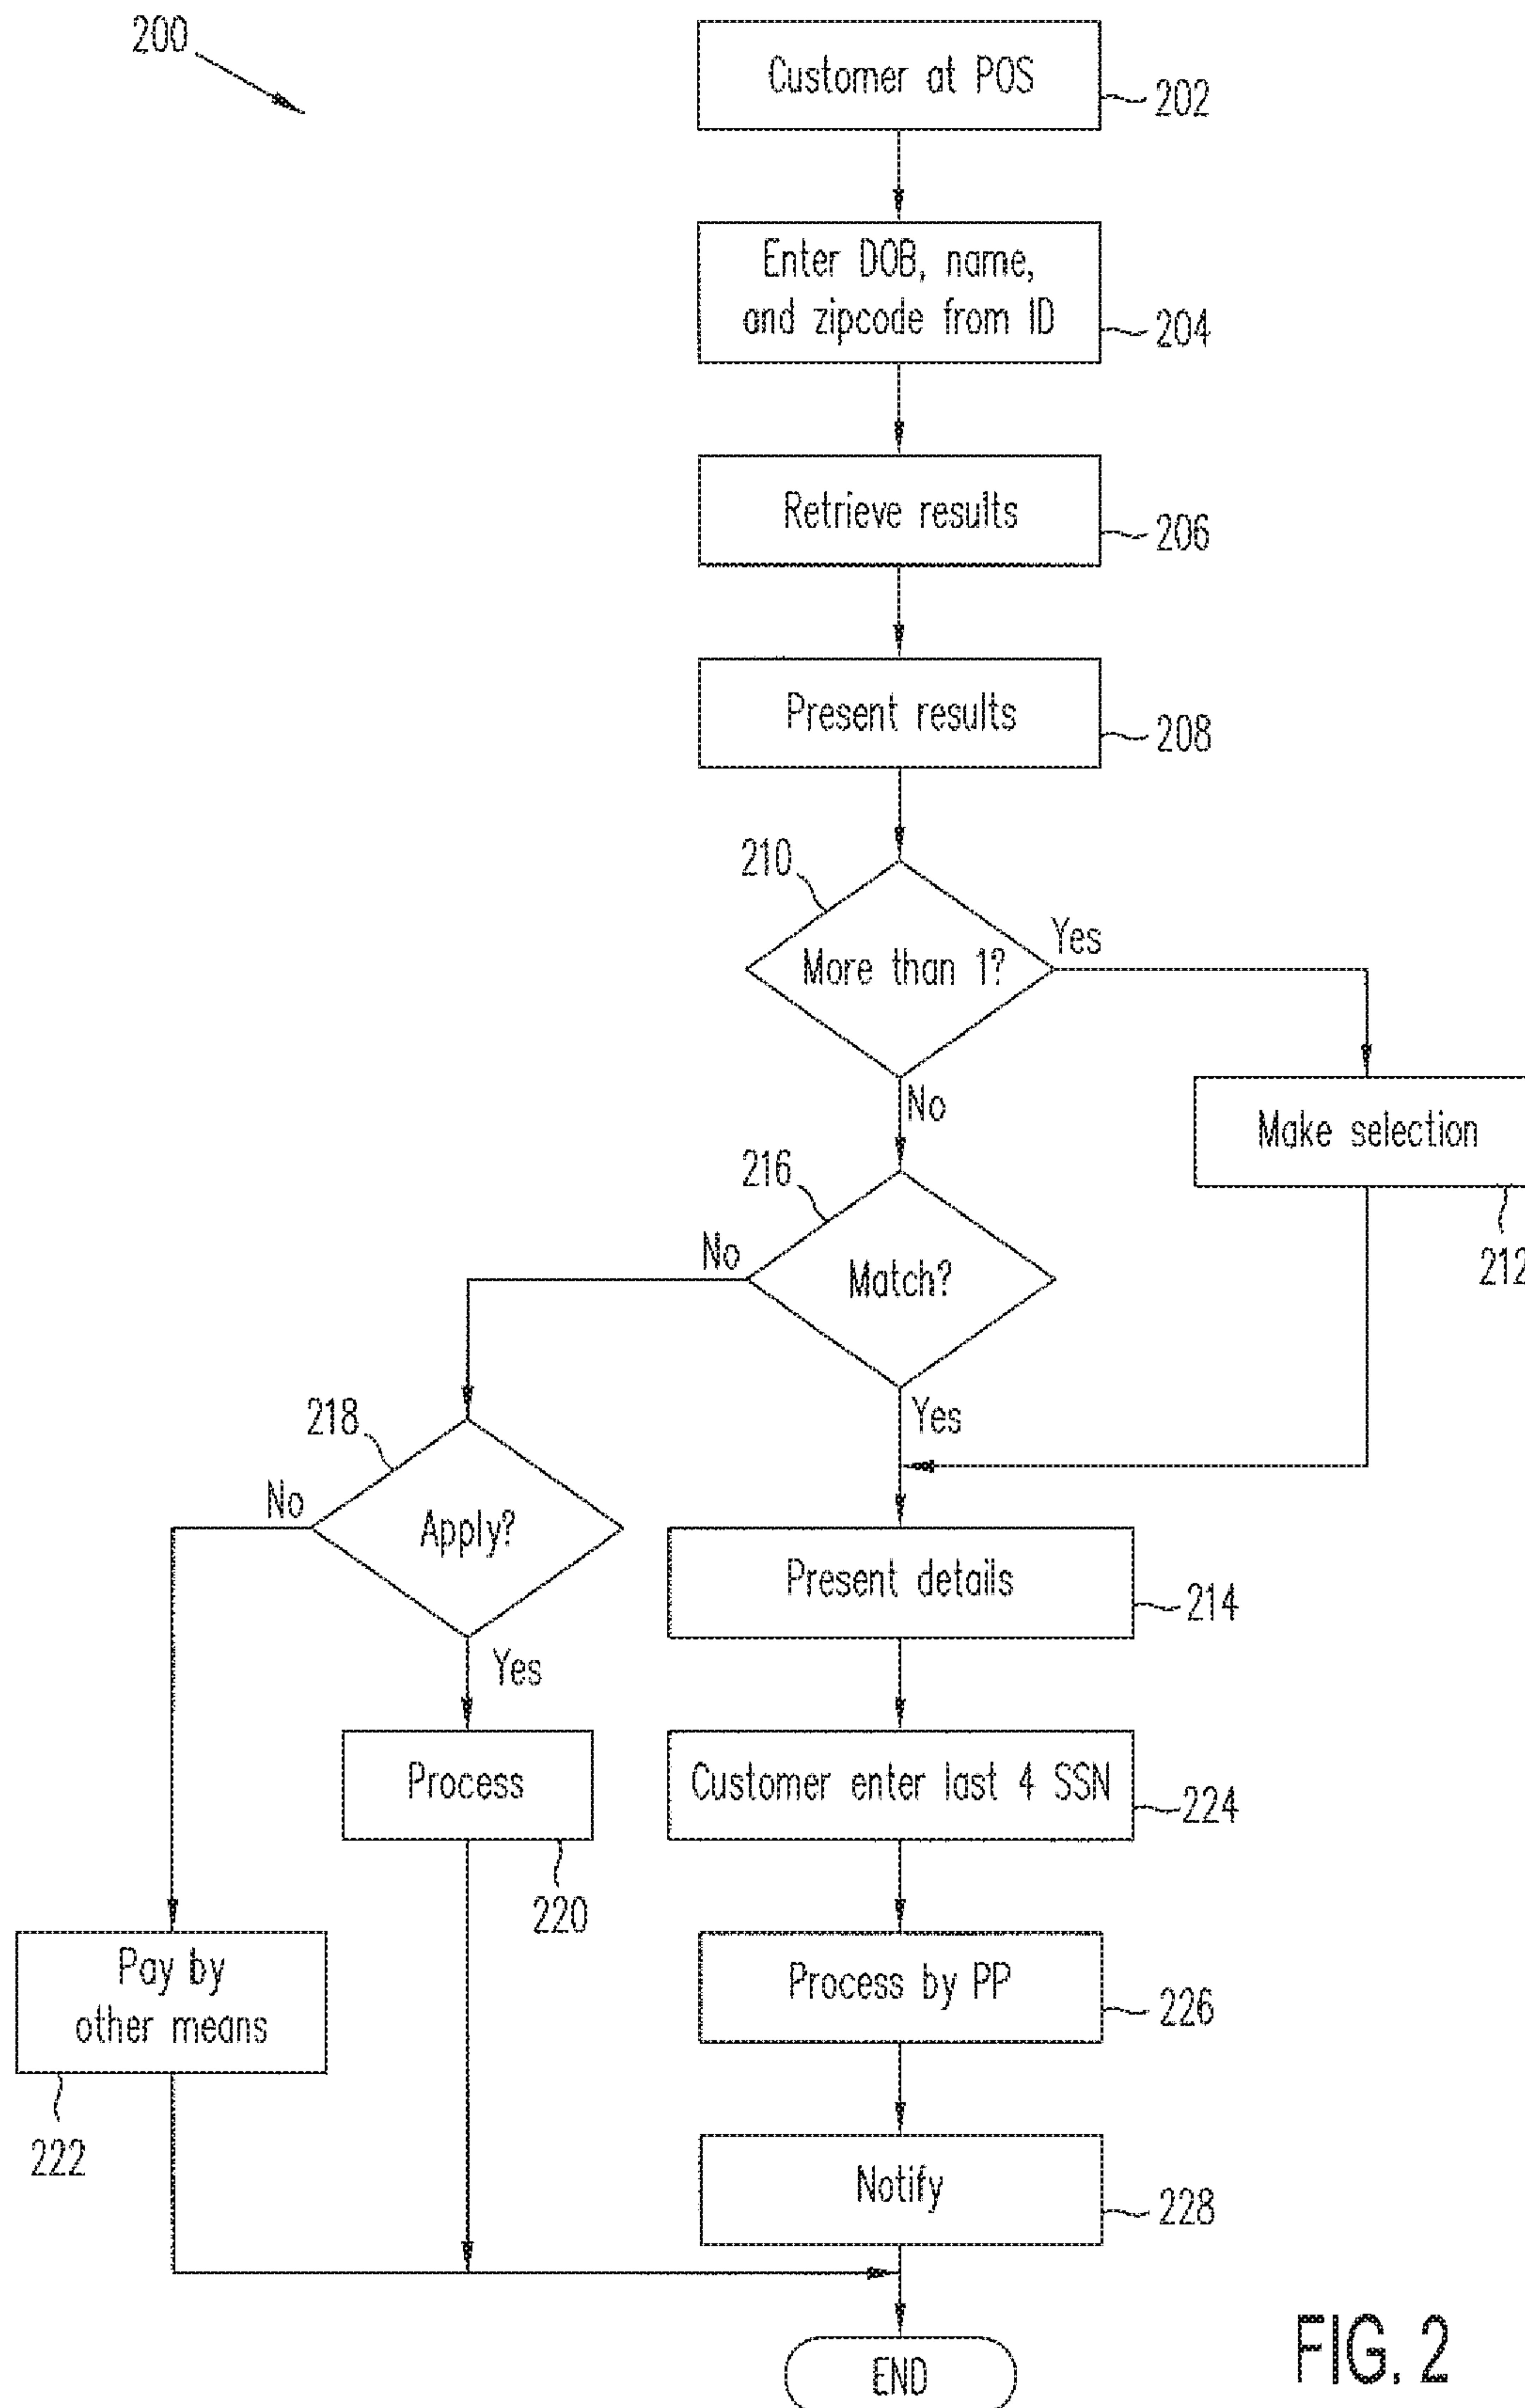 200
Customer at POS
202
Enter DOB, name,
and zipcode from ID
204
Retrieve results
206
Present results
208
210
More than 1?
Yes
No
Make selection
212
216
Match?
No
Yes
218
Apply?
No
Yes
Present details
214
Process
220
Customer enter last 4 SSN
224
Pay by
other means
222
Process by PP
226
Notify
228
END
FIG. 2